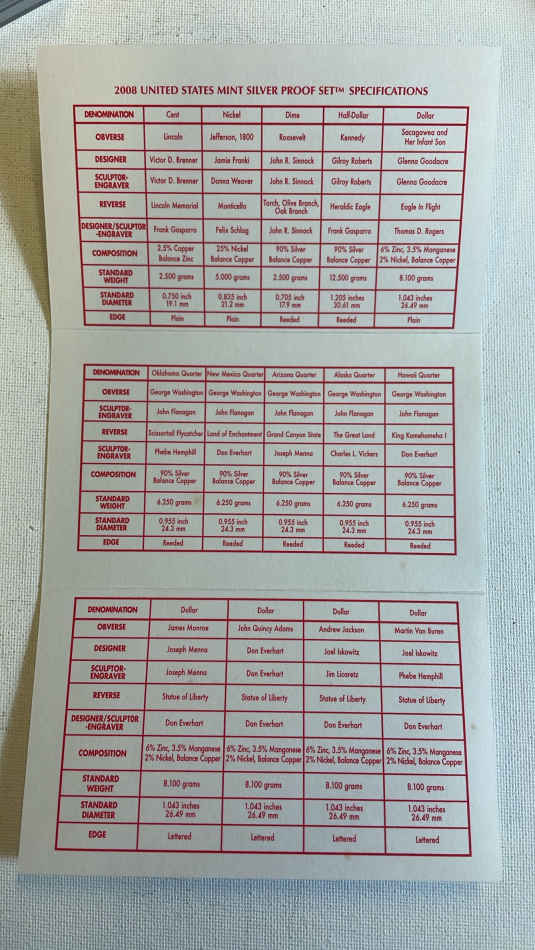 2008 UNITED STATES MINT SILVER PROOF SET™ SPECIFICATIONS
DENOMINATION Cent Nickel Dime Half-Dollar Dollar
OBVERSE Lincoln Jefferson, 1800 Roosevelt Kennedy Sacagawea and
Her Infant Son
DESIGNER Victor D. Brenner Jamie Franki John R. Sinnock Gilroy Roberts Glenna Goodacre
SCULPTOR-
ENGRAVER Victor D. Brenner Donna Weaver John R. Sinnock Gilroy Roberts Glenna Goodacre
REVERSE Lincoln Memorial Monticello Torch, Olive Branch,
Oak Branch Heraldic Eagle Eagle In Flight
DESIGNER/SCULPTOR
-ENGRAVER Frank Gasparro Felix Schlag John R. Sinnock Frank Gasparro Thomas D. Rogers
COMPOSITION 2.5% Copper 25% Nickel 90% Silver 90% Silver 6% Zinc, 3.5% Manganese
Balance Zinc Balance Copper Balance Copper Balance Copper 2% Nickel, Balance Copper
STANDARD
WEIGHT 2.500 grams 5.000 grams 2.500 grams 12.500 grams 8.100 grams
STANDARD 0.750 inch 0.835 inch 0.705 inch 1.205 inches 1.043 inches
DIAMETER 19.1 mm 21.2 mm 17.9 mm 30.61 mm 26.49 mm
EDGE Plain Plain Reeded Reeded Plain
DENOMINATION Oklahoma Quarter New Mexico Quarter Arizona Quarter Alaska Quarter Hawaii Quarter
OBVERSE George Washington George Washington George Washington George Washington George Washington
SCULPTOR-
ENGRAVER John Flanagan John Flanagan John Flanagan John Flanagan John Flanagan
REVERSE Scissortail Flycatcher Land of Enchantment Grand Canyon State The Great Land King Kamehameha I
SCULPTOR-
ENGRAVER Phebe Hemphill Don Everhart Joseph Menna Charles L. Vickers Don Everhart
COMPOSITION 90% Silver 90% Silver 90% Silver 90% Silver 90% Silver
Balance Copper Balance Copper Balance Copper Balance Copper Balance Copper
STANDARD
WEIGHT 6.250 grams 6.250 grams 6.250 grams 6.250 grams 6.250 grams
STANDARD 0.955 inch 0.955 inch 0.955 inch 0.955 inch 0.955 inch
DIAMETER 24.3 mm 24.3 mm 24.3 mm 24.3 mm 24.3 mm
EDGE Reeded Reeded Reeded Reeded Reeded
DENOMINATION Dollar Dollar Dollar Dollar
OBVERSE James Monroe John Quincy Adams Andrew Jackson Martin Van Buren
DESIGNER Joseph Menna Don Everhart Joel Iskowitz Joel Iskowitz
SCULPTOR-
ENGRAVER Joseph Menna Don Everhart Jim Licaretz Phebe Hemphill
REVERSE Statue of Liberty Statue of Liberty Statue of Liberty Statue of Liberty
DESIGNER/SCULPTOR
-ENGRAVER Don Everhart Don Everhart Don Everhart Don Everhart
COMPOSITION 6% Zinc, 3.5% Manganese 6% Zinc, 3.5% Manganese 6% Zinc, 3.5% Manganese 6% Zinc, 3.5% Manganese
2% Nickel, Balance Copper 2% Nickel, Balance Copper 2% Nickel, Balance Copper 2% Nickel, Balance Copper
STANDARD
WEIGHT 8.100 grams 8.100 grams 8.100 grams 8.100 grams
STANDARD 1.043 inches 1.043 inches 1.043 inches 1.043 inches
DIAMETER 26.49 mm 26.49 mm 26.49 mm 26.49 mm
EDGE Lettered Lettered Lettered Lettered